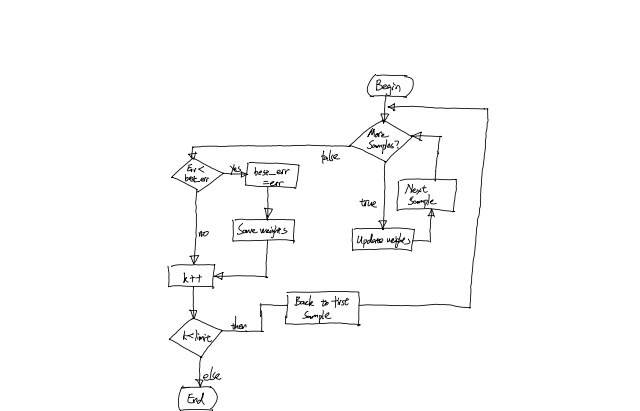 Begin
More
Samples?
false
Err<
best_err
Yes
best_err
=err
true
Next
Sample
no
Save weights
Update weights
k++
Back to first
Sample
k<limit
then
else
End